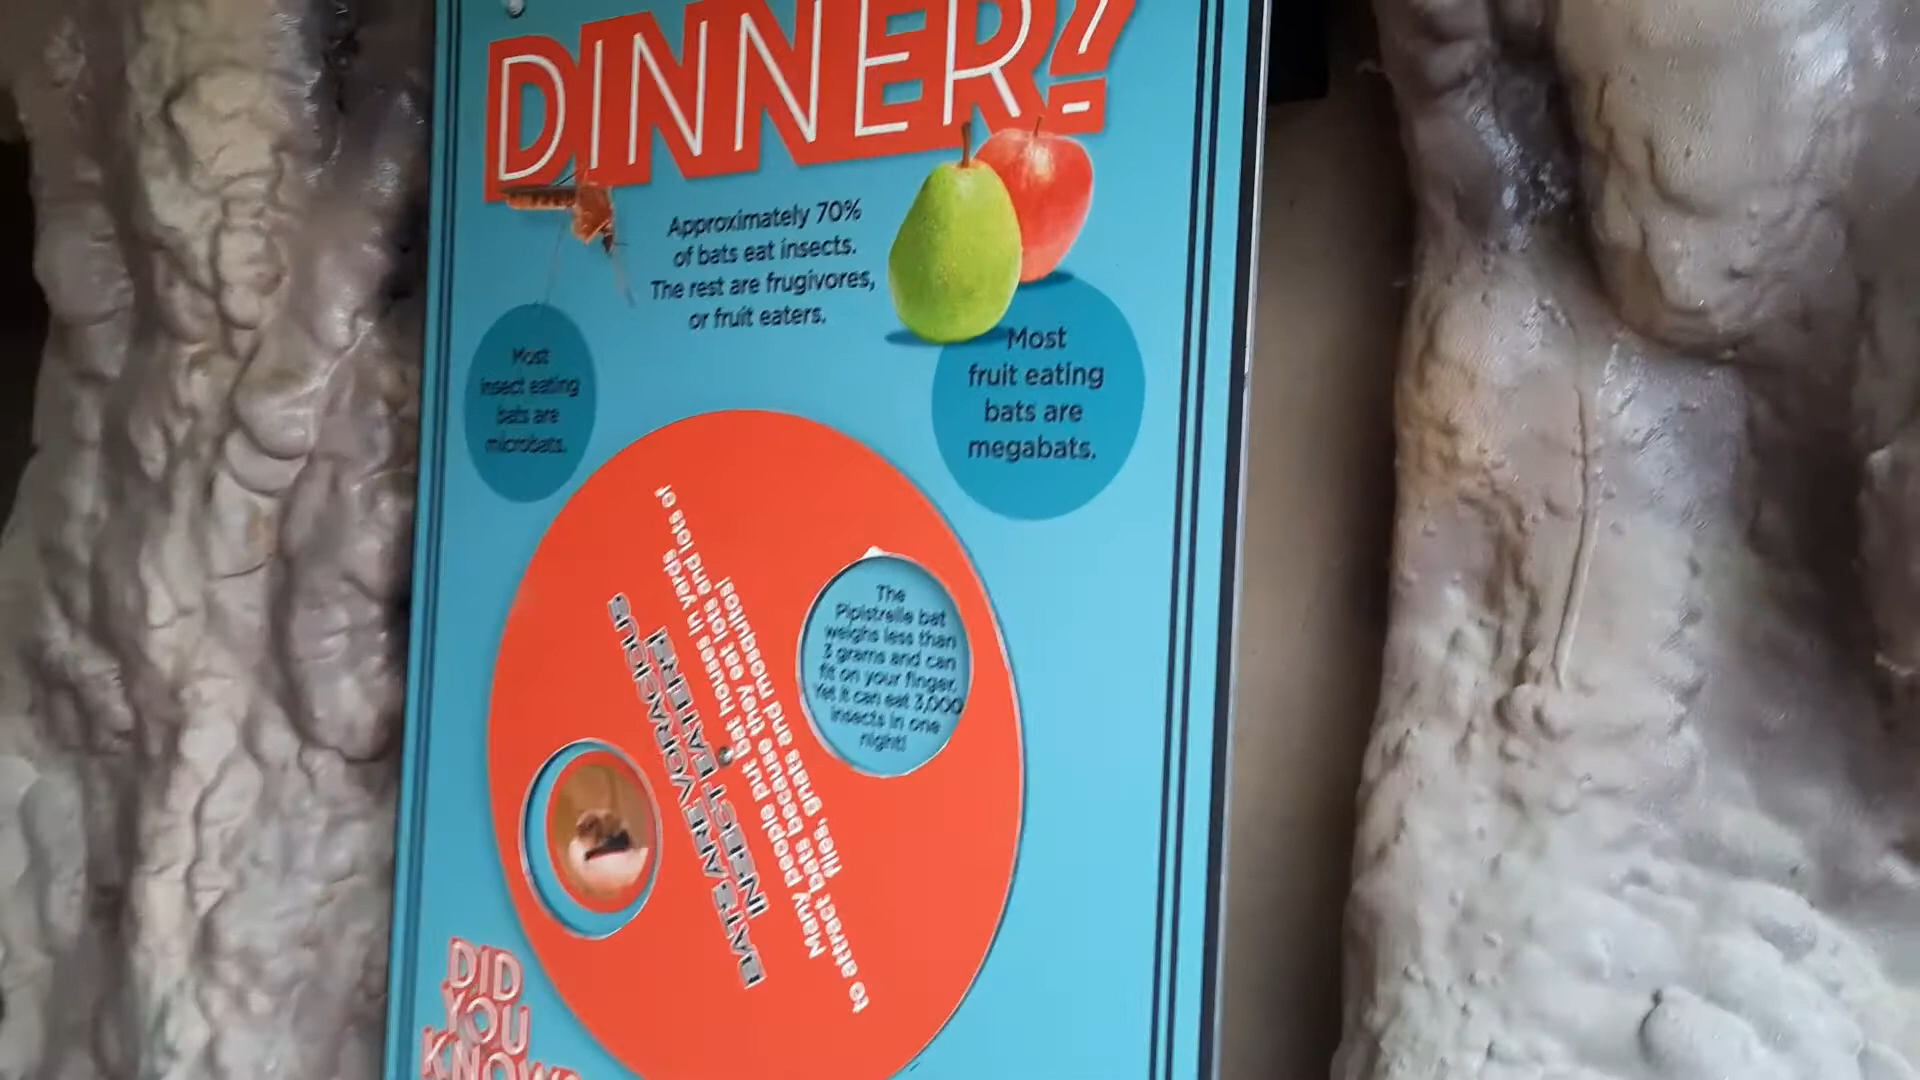 DINNER?
Approximately 70%
of bats eat insects.
The rest are frugivores,
or fruit eaters.
Most
insect eating
bats are
microbats.
Most
fruit eating
bats are
megabats.
The
Pipistrelle bat
weighs less than
3 grams and can
fit on your finger.
Yet it can eat 3,000
insects in one
night!
BATS ARE VORACIOUS
INSECT EATERS!
Many people put bat houses in yards
to attract bats because they eat lots and lots of
flies, gnats and mosquitos!
DID
YOU
KNOW?